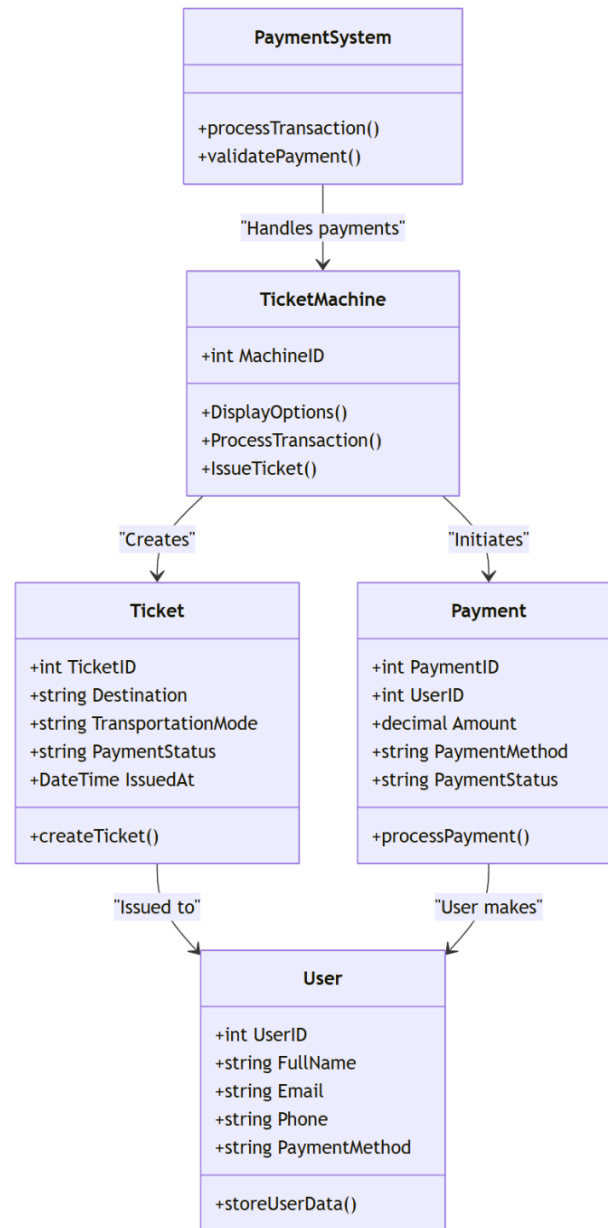 PaymentSystem
+processTransaction()
+validatePayment()
"Handles payments"
TicketMachine
+int MachineID
+DisplayOptions()
+ProcessTransaction()
+IssueTicket()
"Creates"
"Initiates"
Ticket
+int TicketID
+string Destination
+string TransportationMode
+string PaymentStatus
+DateTime IssuedAt
+createTicket()
Payment
+int PaymentID
+int UserID
+decimal Amount
+string PaymentMethod
+string PaymentStatus
+processPayment()
"Issued to"
"User makes"
User
+int UserID
+string FullName
+string Email
+string Phone
+string PaymentMethod
+storeUserData()